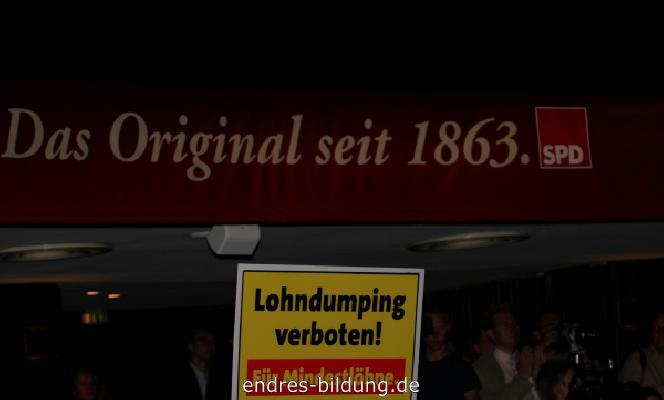 Das Original seit 1863. SPD
Lohndumping
verboten!
Für Mindestlöhne
endres-bildung.de